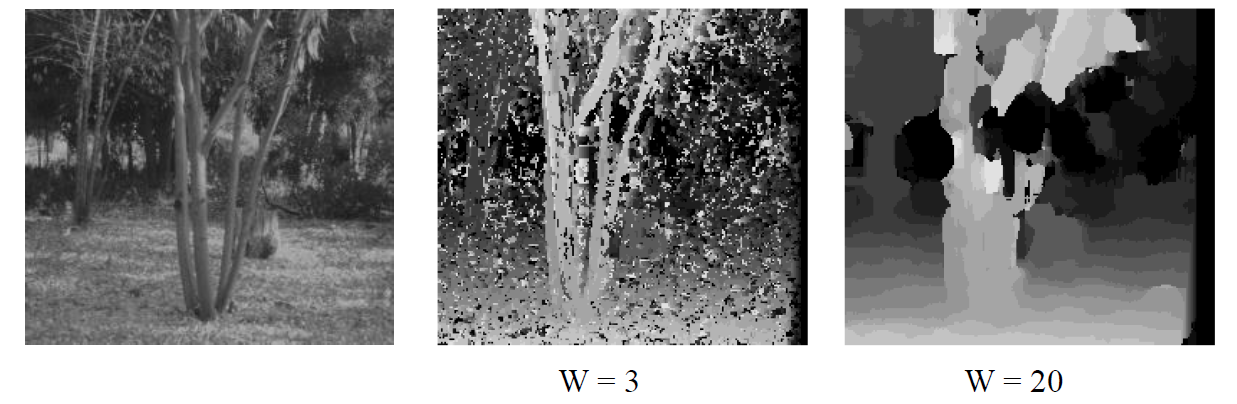 W = 3
W = 20